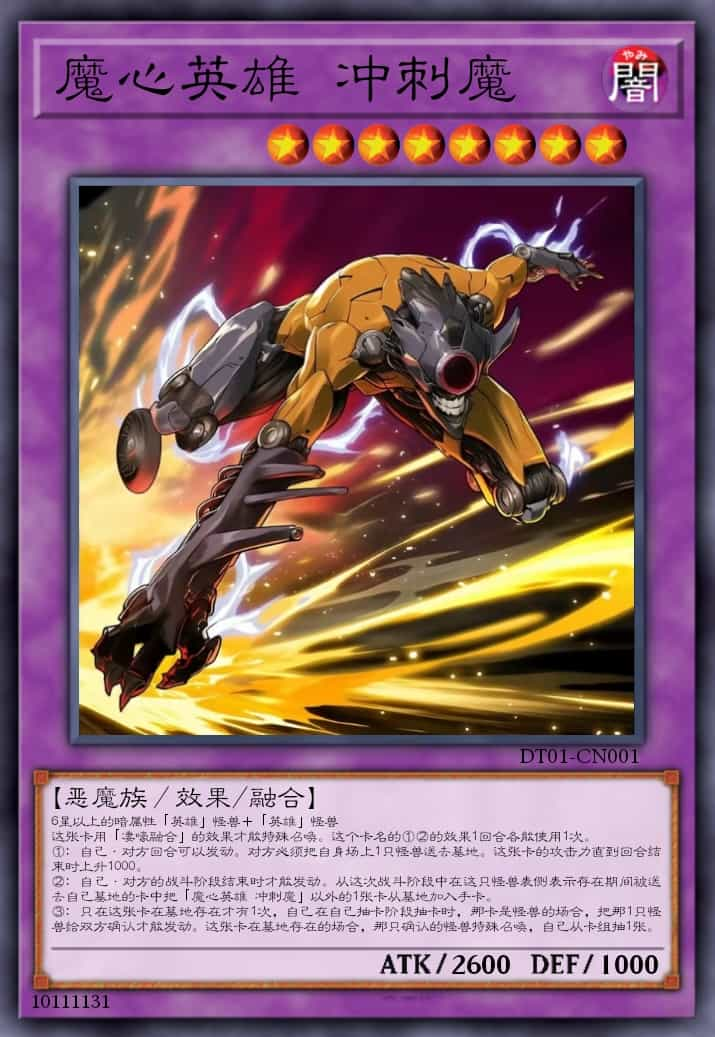 魔心英雄 冲刺魔
やみ
闇
DT01-CN001
【恶魔族／效果/融合】
6星以上的暗属性「英雄」怪兽＋「英雄」怪兽
这张卡用「凄嚎融合」的效果才能特殊召唤。这个卡名的①②的效果1回合各能使用1次。
①：自己·对方回合可以发动。对方必须把自身场上1只怪兽送去墓地。这张卡的攻击力直到回合结
束时上升1000。
②：自己·对方的战斗阶段结束时才能发动。从这次战斗阶段中在这只怪兽表侧表示存在期间被送
去自己墓地的卡中把「魔心英雄 冲刺魔」以外的1张卡从墓地加入手卡。
③：只在这张卡在墓地存在才有1次，自己在自己抽卡阶段抽卡时，那卡是怪兽的场合，把那1只怪
兽给双方确认才能发动。这张卡在墓地存在的场合，那只确认的怪兽特殊召唤，自己从卡组抽1张。
ATK/2600 DEF/1000
10111131